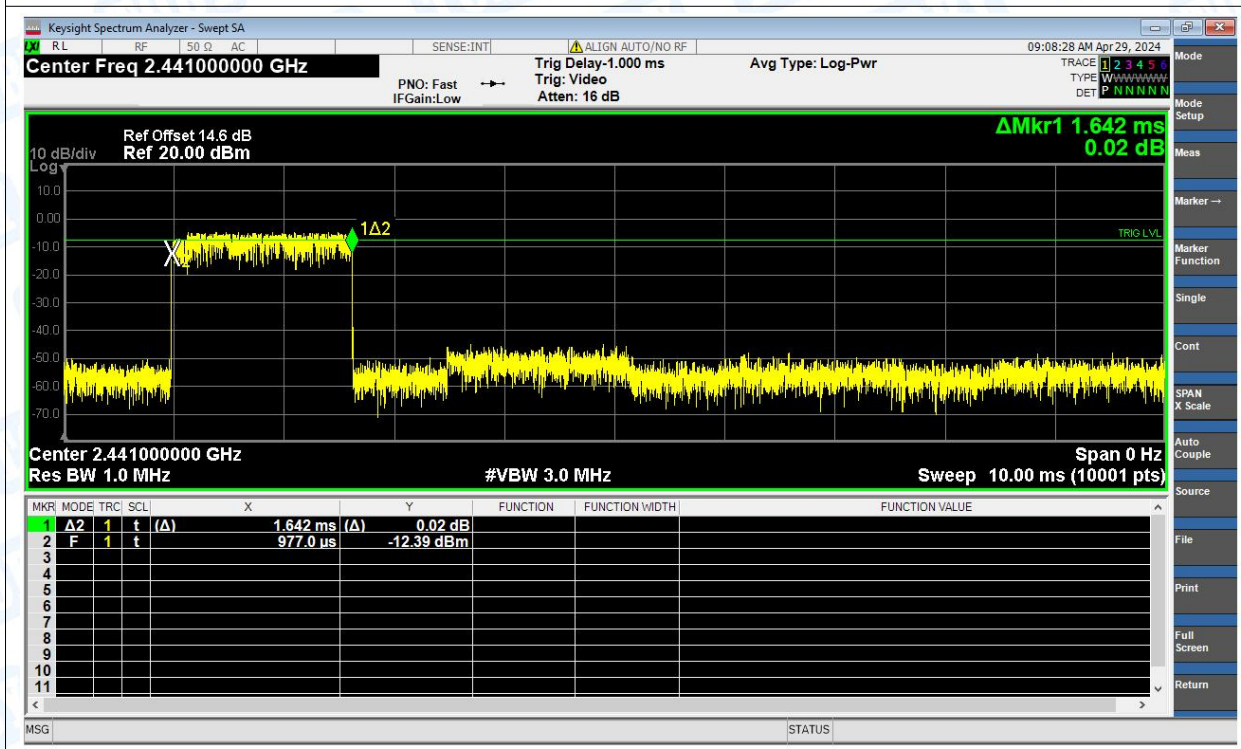 Keysight Spectrum Analyzer - Swept SA
LXI RL RF 50 Ω AC SENSE:INT ALIGN AUTO/NO RF 09:08:28 AM Apr 29, 2024
Center Freq 2.441000000 GHz
PNO: Fast
IFGain:Low
Trig Delay-1.000 ms
Trig: Video
Atten: 16 dB
Avg Type: Log-Pwr
TRACE 1 2 3 4 5 6
TYPE WWWWWW
DET P N N N N N
ΔMkr1 1.642 ms
0.02 dB
Ref Offset 14.6 dB
10 dB/div Ref 20.00 dBm
Log
10.0
0.00
-10.0
-20.0
-30.0
-40.0
-50.0
-60.0
-70.0
1Δ2
2
TRIG LVL
Center 2.441000000 GHz Span 0 Hz
Res BW 1.0 MHz #VBW 3.0 MHz Sweep 10.00 ms (10001 pts)
MKR MODE TRC SCL X Y FUNCTION FUNCTION WIDTH FUNCTION VALUE
1 Δ2 1 t (Δ) 1.642 ms (Δ) 0.02 dB
2 F 1 t 977.0 µs -12.39 dBm
3
4
5
6
7
8
9
10
11
MSG STATUS
Mode
Mode Setup
Meas
Marker →
Marker Function
Single
Cont
SPAN X Scale
Auto Couple
Source
File
Print
Full Screen
Return